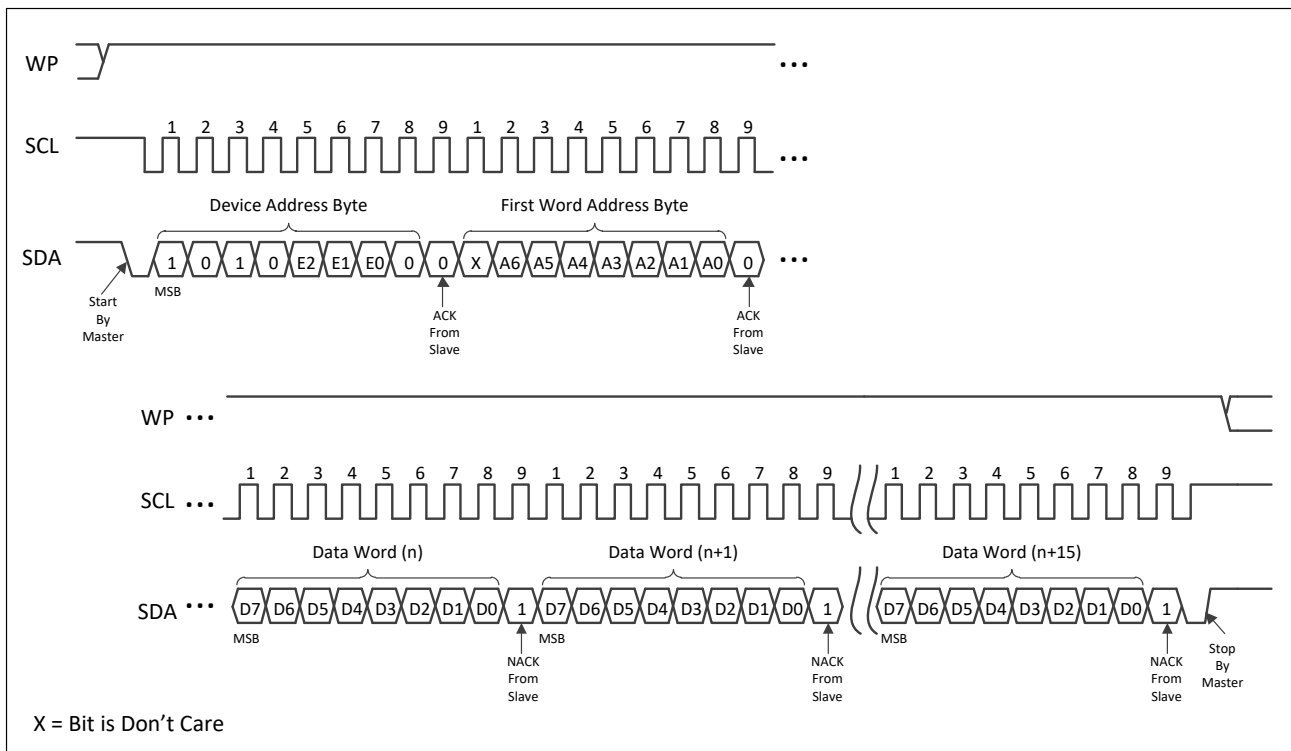 WP
...
1 2 3 4 5 6 7 8 9 1 2 3 4 5 6 7 8 9
SCL
...
Device Address Byte First Word Address Byte
SDA
1 0 1 0 E2 E1 E0 0 0 X A6 A5 A4 A3 A2 A1 A0 0
...
MSB
Start
By
Master
ACK
From
Slave
ACK
From
Slave
WP ...
1 2 3 4 5 6 7 8 9 1 2 3 4 5 6 7 8 9 1 2 3 4 5 6 7 8 9
SCL ...
Data Word (n) Data Word (n+1) Data Word (n+15)
SDA ... D7 D6 D5 D4 D3 D2 D1 D0 1 D7 D6 D5 D4 D3 D2 D1 D0 1 D7 D6 D5 D4 D3 D2 D1 D0 1
MSB MSB MSB
NACK
From
Slave
NACK
From
Slave
NACK
From
Slave
Stop
By
Master
X = Bit is Don't Care